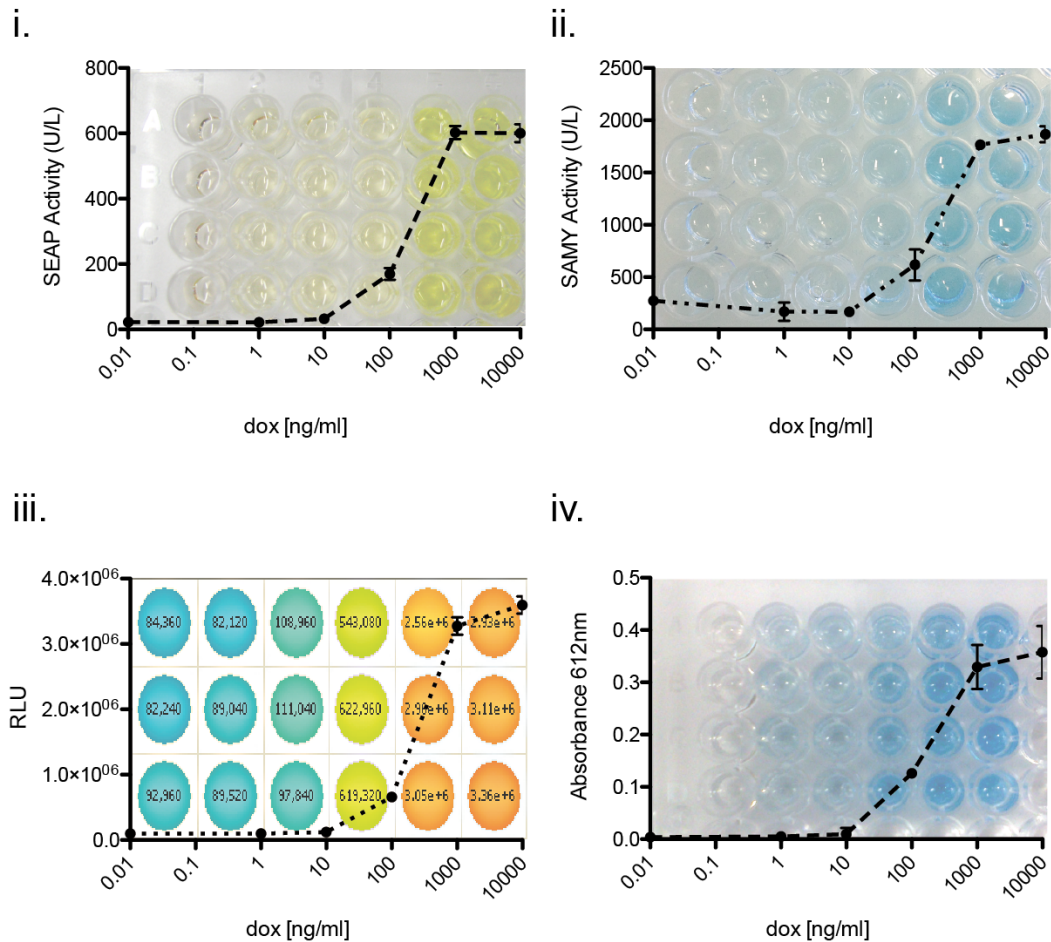 i.
800
600
400
200
0
SEAP Activity (U/L)
A
B
C
D
0.01
0.1
1
10
100
1000
10000
dox [ng/ml]
ii.
2500
2000
1500
1000
500
0
SAMY Activity (U/L)
0.01
0.1
1
10
100
1000
10000
dox [ng/ml]
iii.
4.0×10⁰⁶
3.0×10⁰⁶
2.0×10⁰⁶
1.0×10⁰⁶
0.0
RLU
84,360 82,120 108,960 543,080 2.56e+6 2.93e+6
82,240 89,040 111,040 622,960 3.11e+6
92,960 89,520 97,840 619,320 3.05e+6 3.36e+6
0.01
0.1
1
10
100
1000
10000
dox [ng/ml]
iv.
0.5
0.4
0.3
0.2
0.1
0.0
Absorbance 612nm
0.01
0.1
1
10
100
1000
10000
dox [ng/ml]